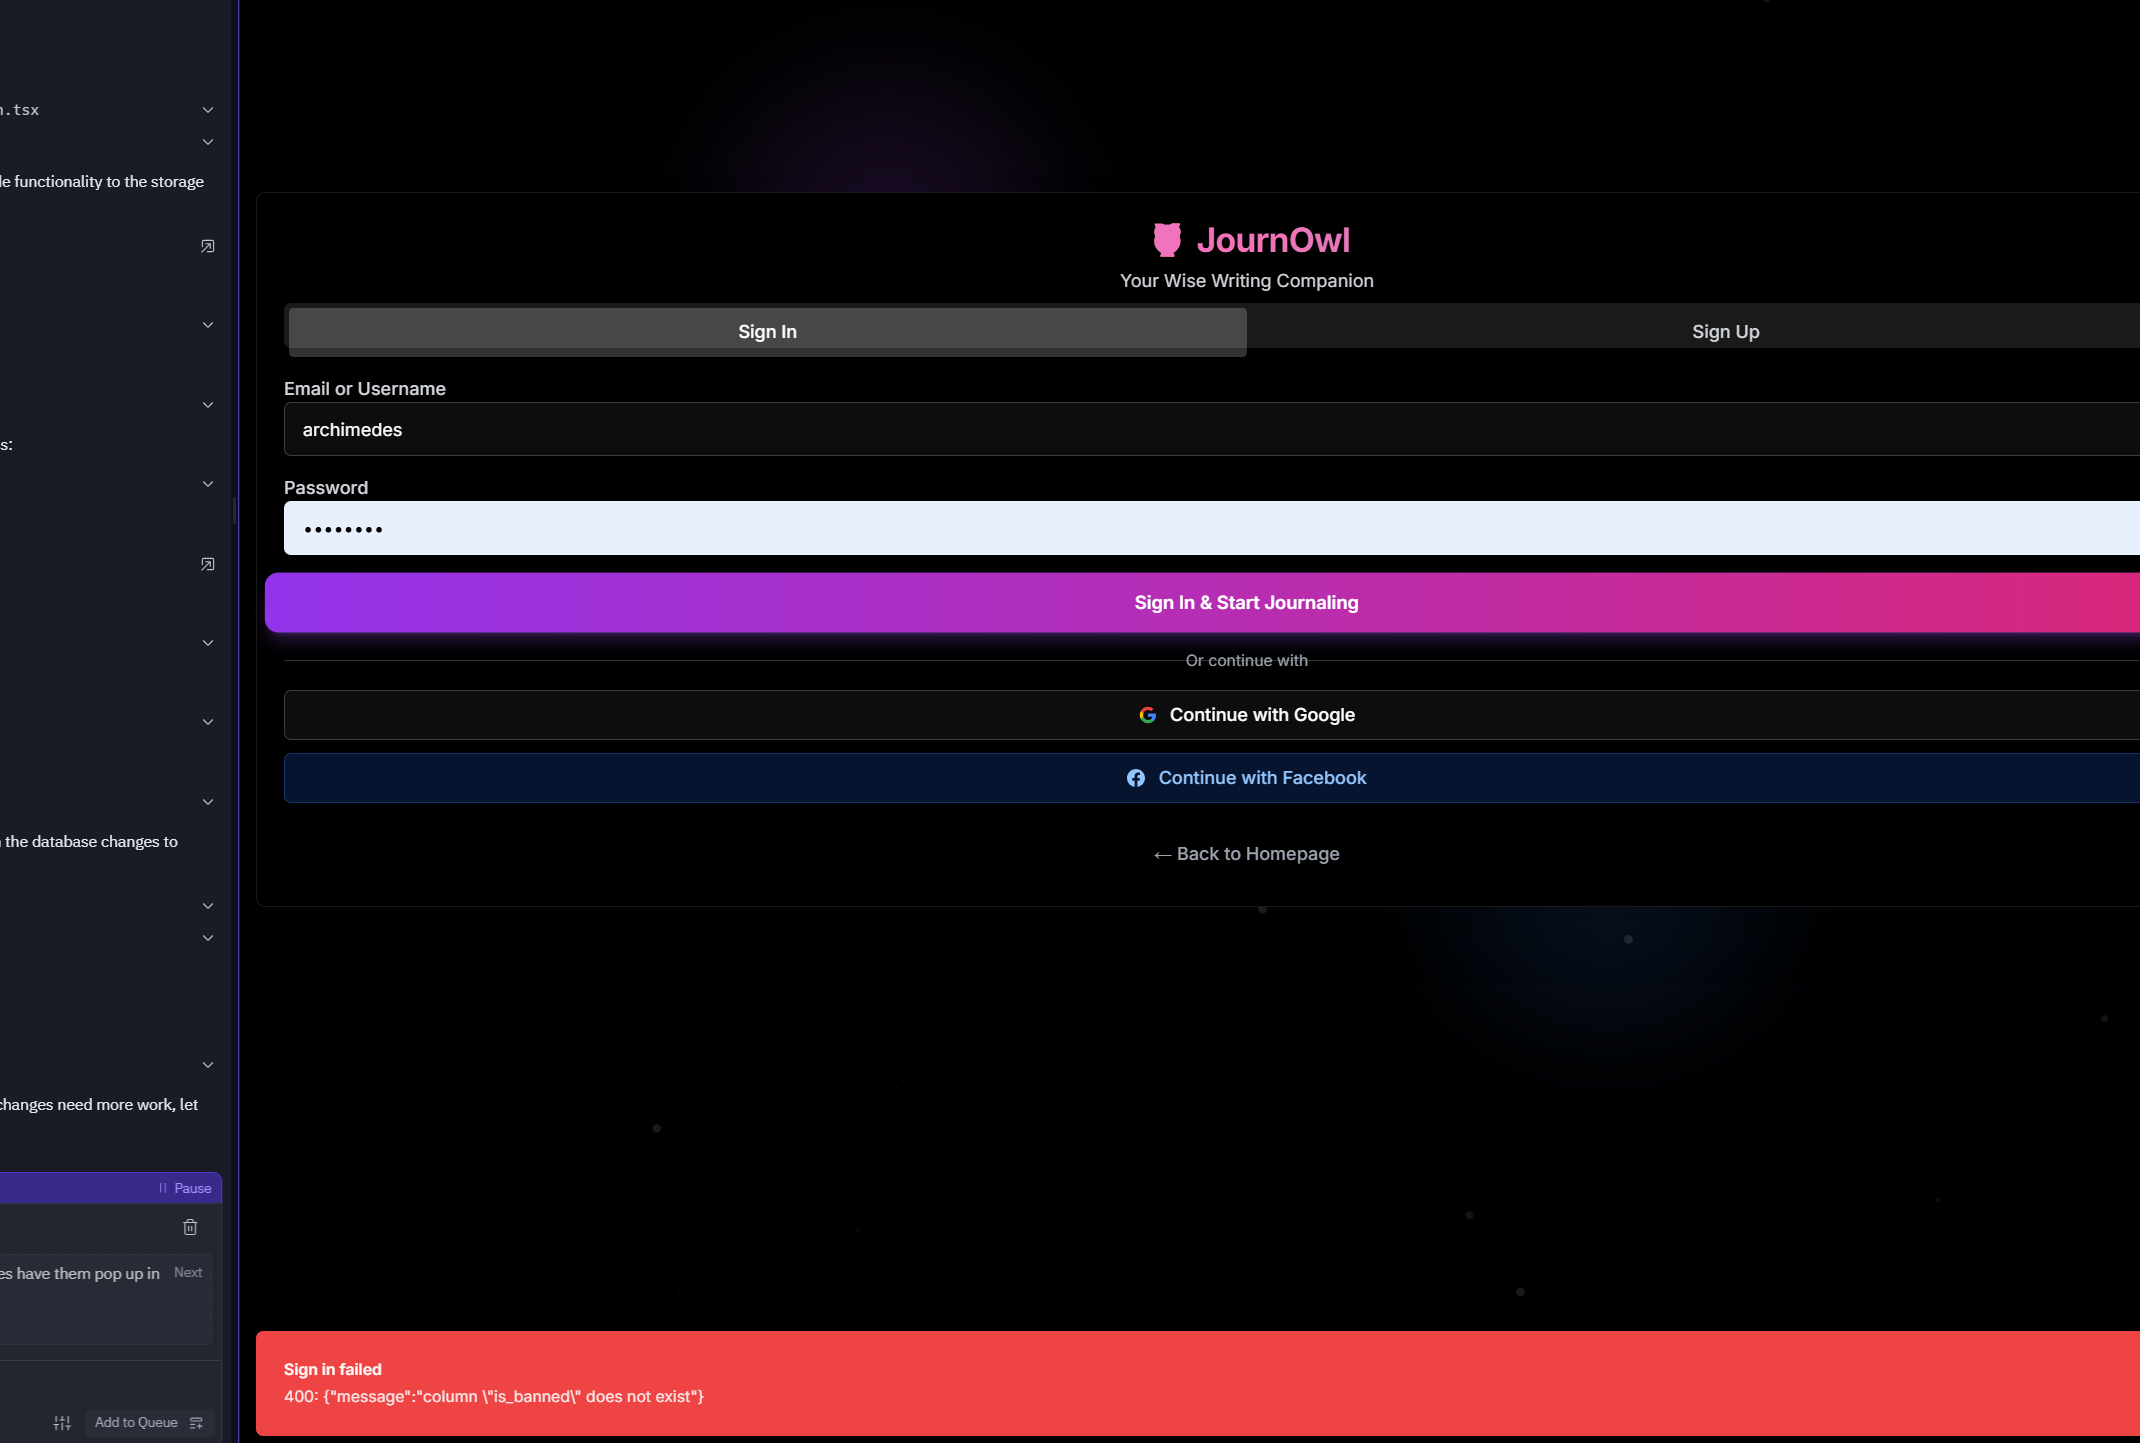 .tsx
functionality to the storage
s:
the database changes to
changes need more work, let
Pause
es have them pop up in
Next
Add to Queue
JournOwl
Your Wise Writing Companion
Sign In
Sign Up
Email or Username
archimedes
Password
••••••••
Sign In & Start Journaling
Or continue with
Continue with Google
Continue with Facebook
← Back to Homepage
Sign in failed
400: {"message":"column \"is_banned\" does not exist"}